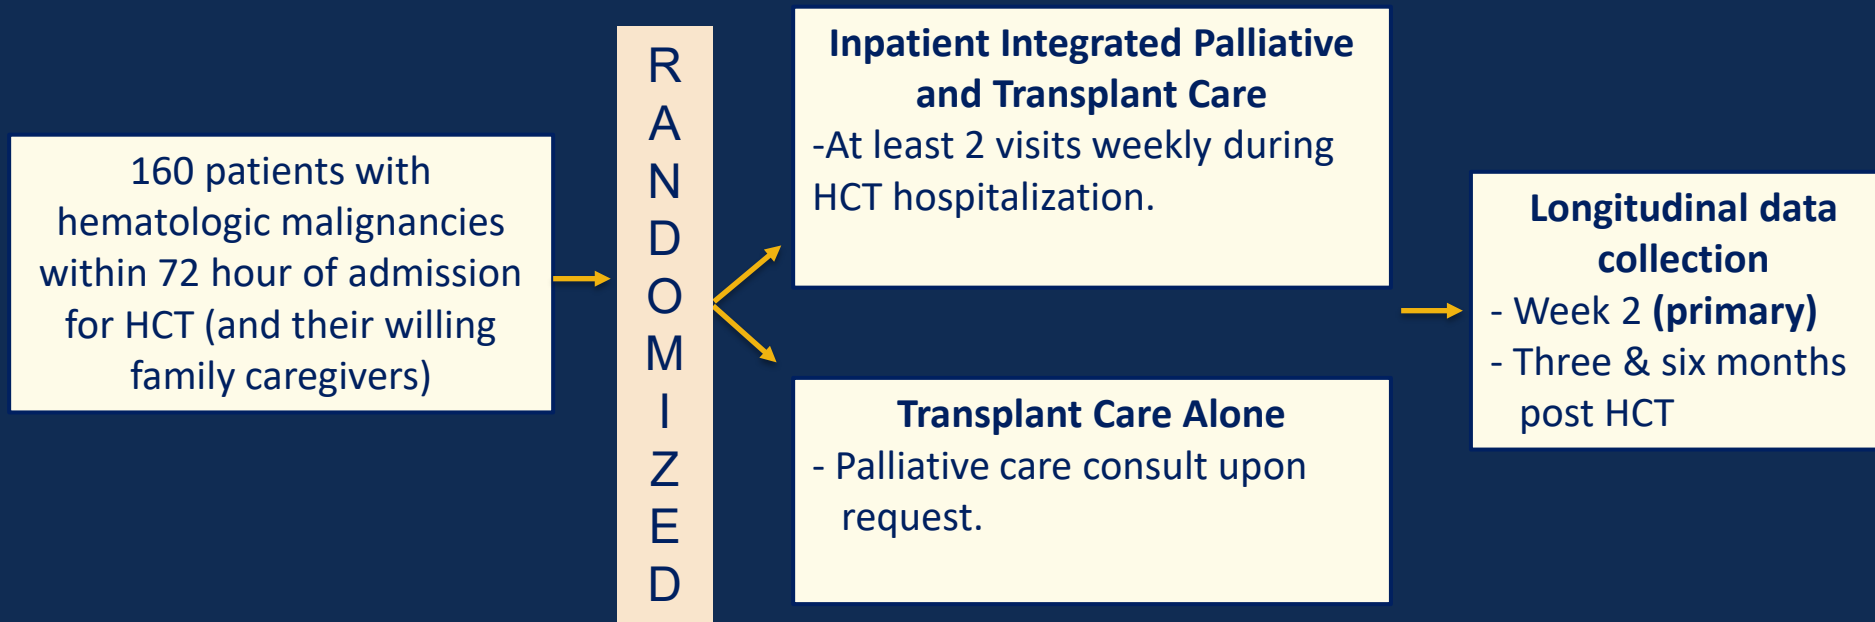 160 patients with
hematologic malignancies
within 72 hour of admission
for HCT (and their willing
family caregivers)
R
A
N
D
O
M
I
Z
E
D
Inpatient Integrated Palliative
and Transplant Care
-At least 2 visits weekly during
HCT hospitalization.
Transplant Care Alone
- Palliative care consult upon
request.
Longitudinal data
collection
- Week 2 (primary)
- Three & six months
post HCT